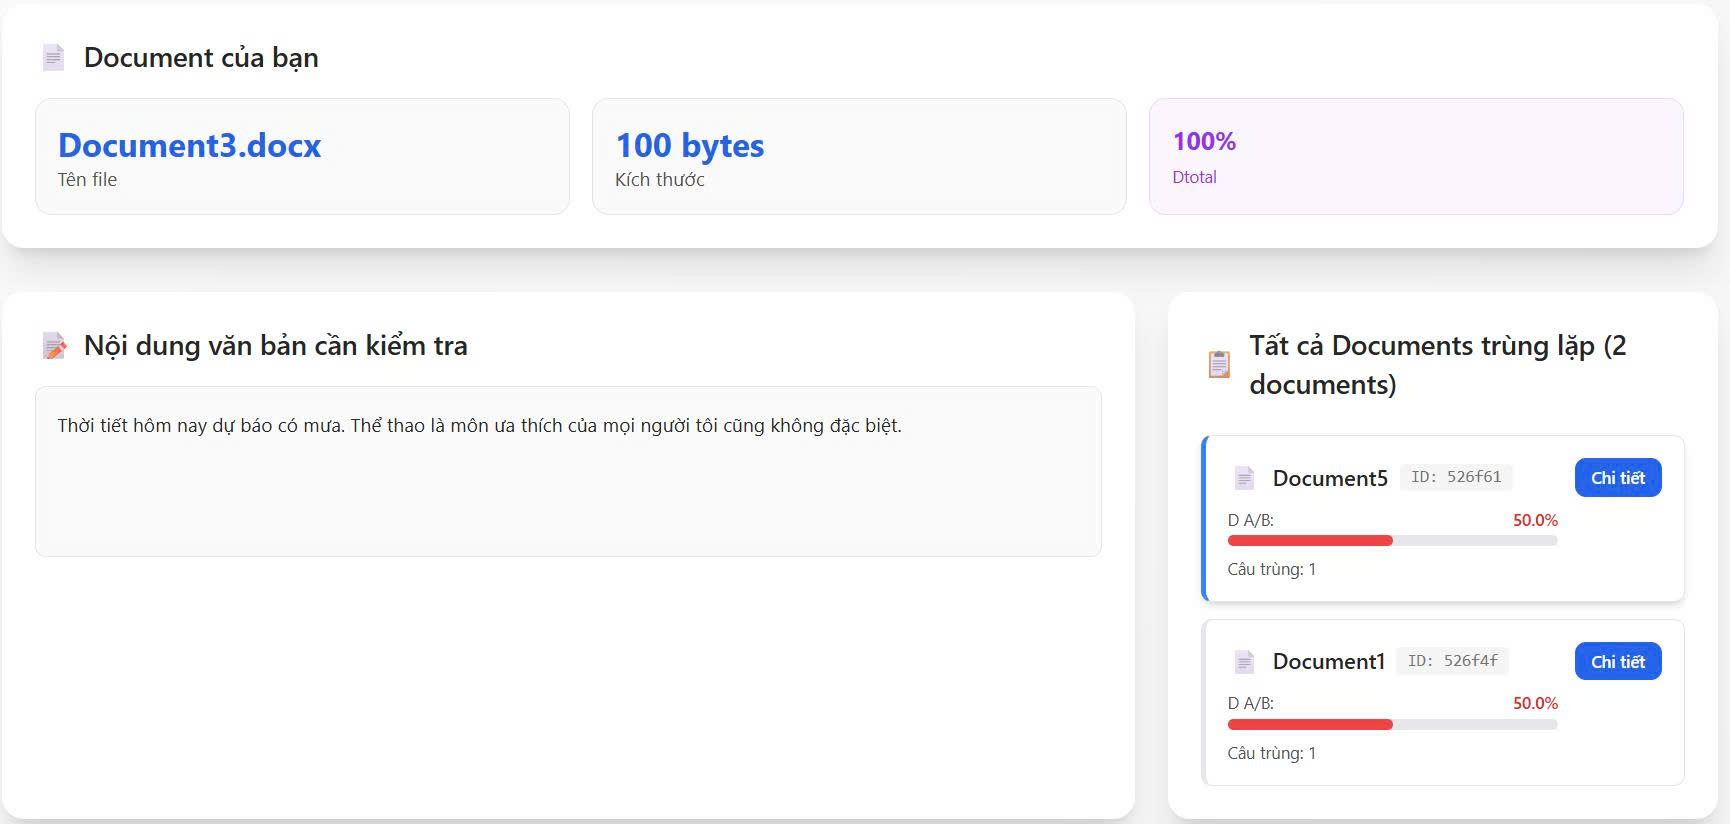 Document của bạn
Document3.docx
Tên file
100 bytes
Kích thước
100%
Dtotal
Nội dung văn bản cần kiểm tra
Thời tiết hôm nay dự báo có mưa. Thể thao là môn ưa thích của mọi người tôi cũng không đặc biệt.
Tất cả Documents trùng lặp (2
documents)
Document5 ID: 526f61 Chi tiết
D A/B: 50.0%
Câu trùng: 1
Document1 ID: 526f4f Chi tiết
D A/B: 50.0%
Câu trùng: 1